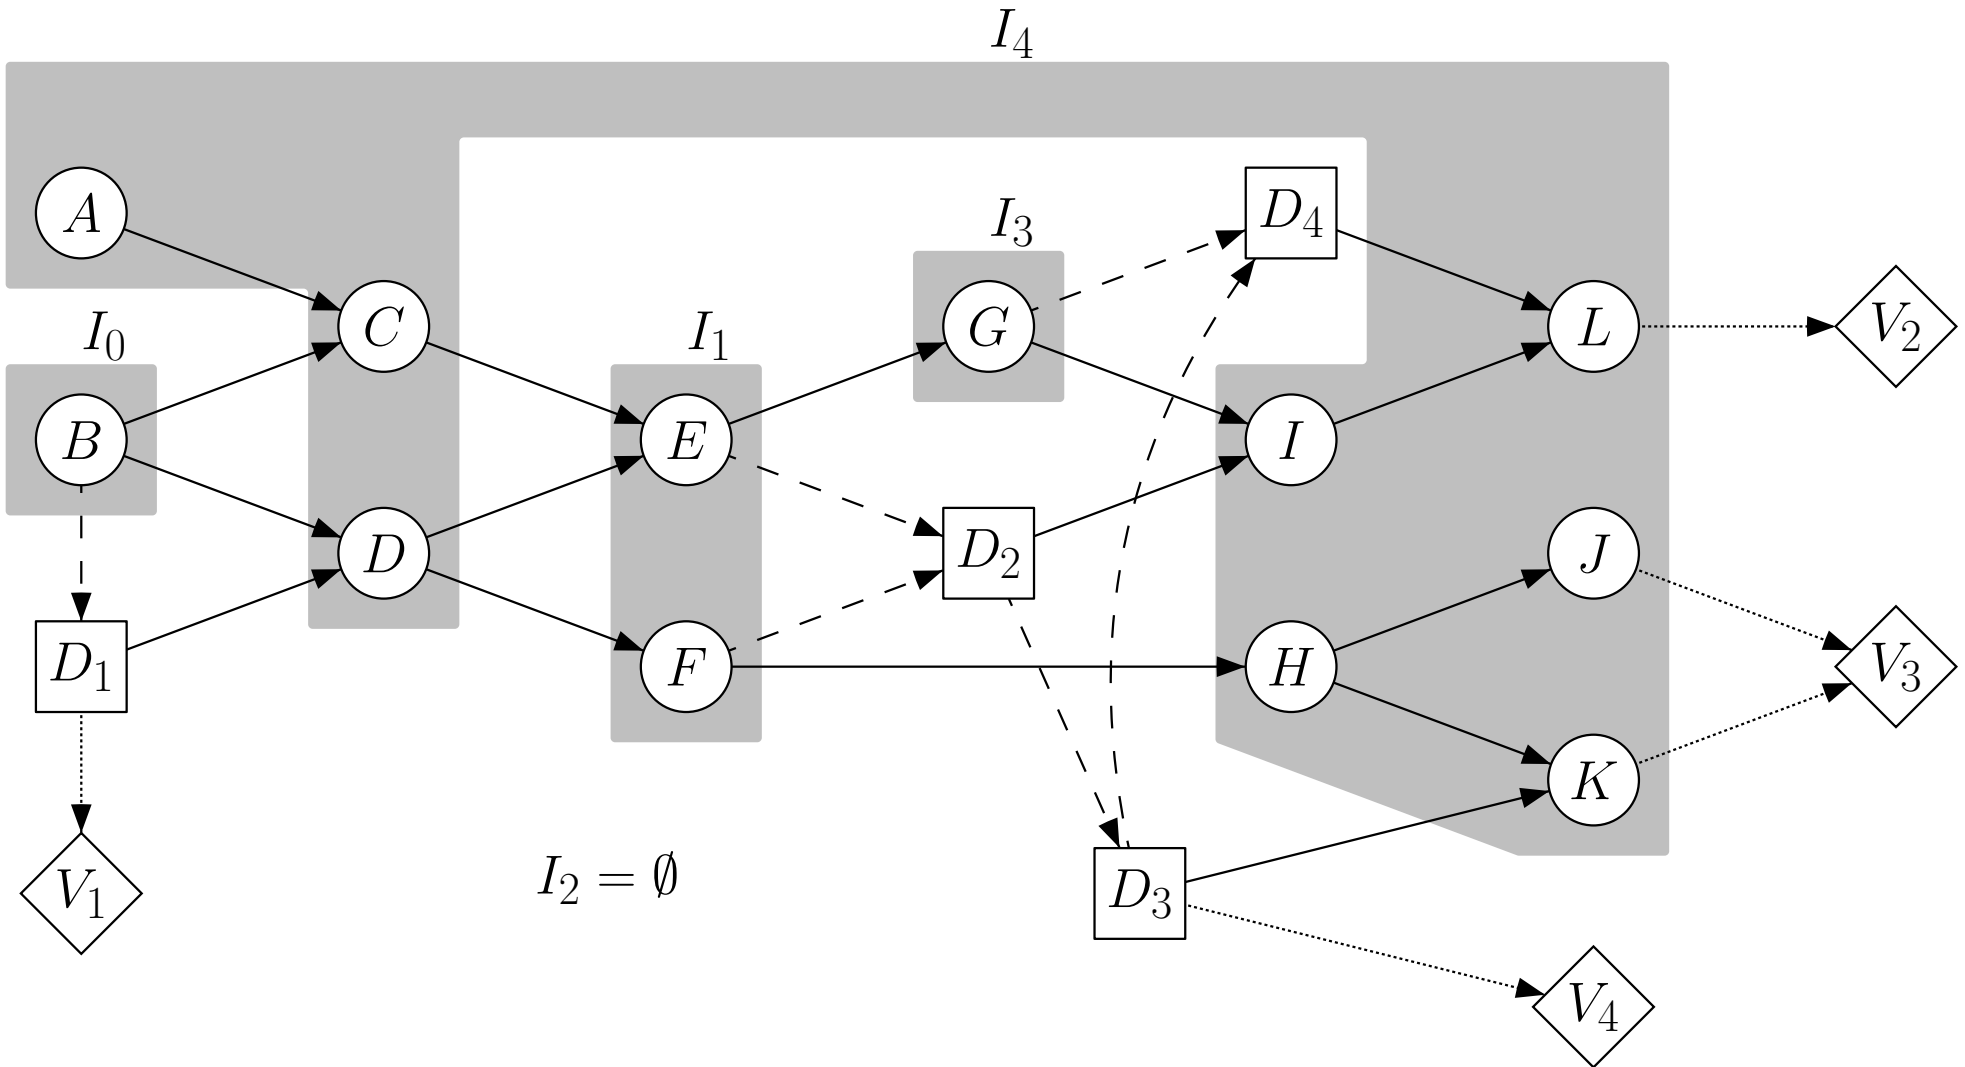 I₄
A
D₄
I₃
I₀
C
I₁
G
L
V₂
B
E
I
D
D₂
J
D₁
F
H
V₃
K
V₁
I₂ = ∅
D₃
V₄